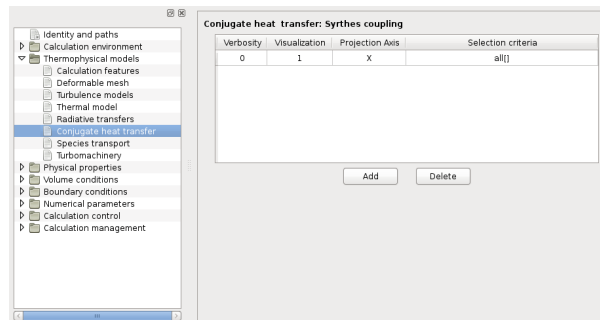 Identity and paths
Calculation environment
Thermophysical models
Calculation features
Deformable mesh
Turbulence models
Thermal model
Radiative transfers
Conjugate heat transfer
Species transport
Turbomachinery
Physical properties
Volume conditions
Boundary conditions
Numerical parameters
Calculation control
Calculation management
Conjugate heat transfer: Syrthes coupling
Verbosity Visualization Projection Axis Selection criteria
0 1 X all[]
Add Delete